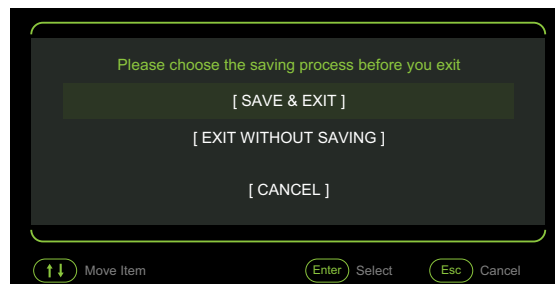 Please choose the saving process before you exit
[ SAVE & EXIT ]
[ EXIT WITHOUT SAVING ]
[ CANCEL ]
↑↓ Move Item Enter Select Esc Cancel